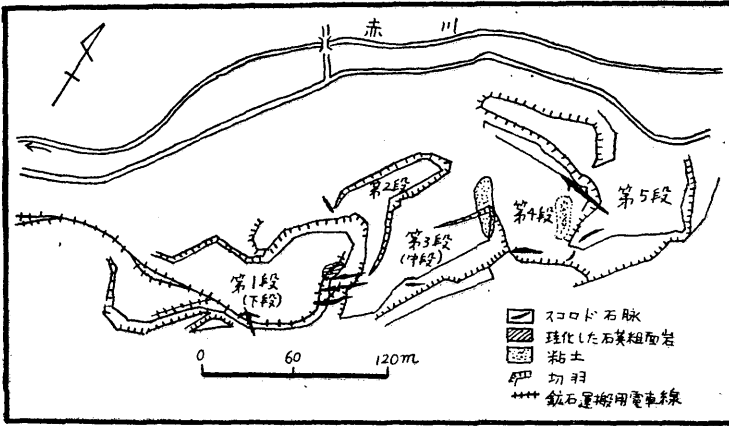 赤川
第2段
第5段
第4段
第3段
(中段)
第1段
(下段)
スコロド石脈
珪化した石英粗面岩
粘土
切羽
鉱石運搬用電車線
0 60 120m